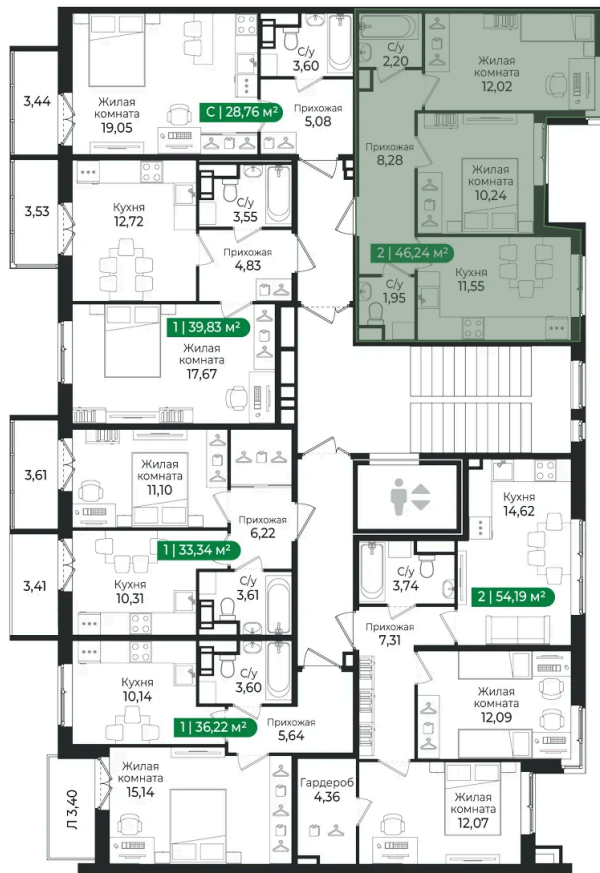 С/у
3,60
С/у
2,20
Жилая
комната
12,02
3,44
Жилая
комната
19,05
С | 28,76 м²
Прихожая
5,08
Прихожая
8,28
Жилая
комната
10,24
3,53
Кухня
12,72
С/у
3,55
Прихожая
4,83
2 | 46,24 м²
11,55
1,95
1 | 39,83 м²
Жилая
комната
17,67
3,61
Жилая
комната
11,10
Прихожая
6,22
Кухня
14,62
1 | 33,34 м²
3,41
Кухня
10,31
С/у
3,61
С/у
3,74
2 | 54,19 м²
Прихожая
7,31
Кухня
10,14
С/у
3,60
1 | 36,22 м²
Прихожая
5,64
Жилая
комната
12,09
Л 3,40
Жилая
комната
15,14
Гардероб
4,36
Жилая
комната
12,07